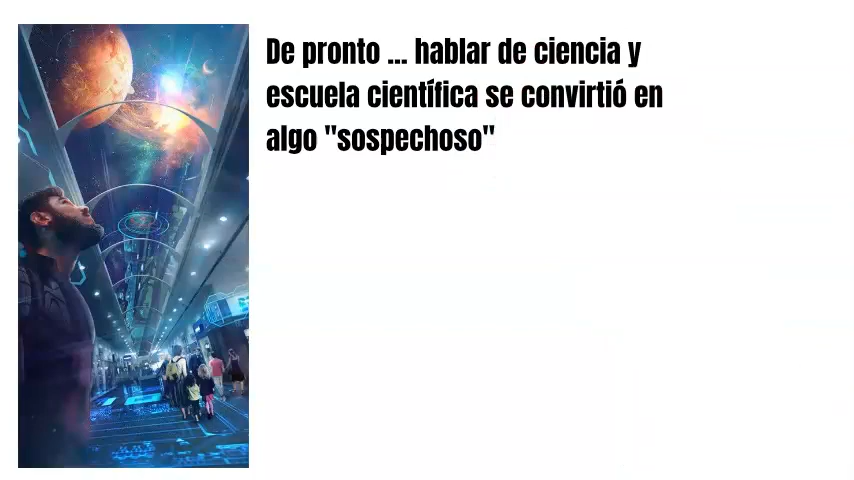 De pronto ... hablar de ciencia y
escuela científica se convirtió en
algo "sospechoso"